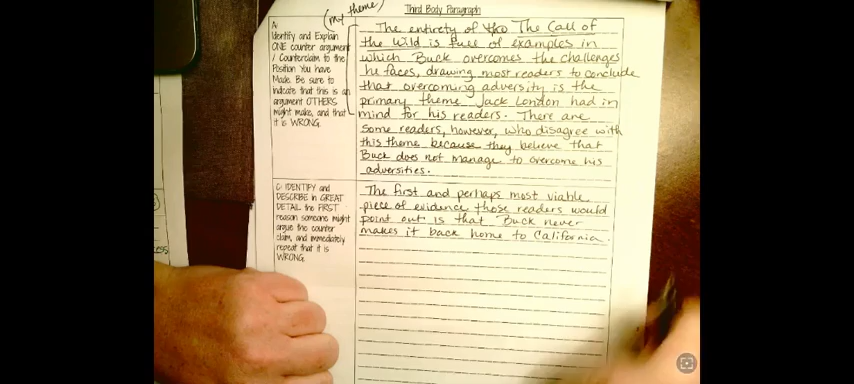 (my theme)
Third Body Paragraph
A:
Identify and Explain
ONE counter argument
/ Counterclaim to the
Position You have
Made. Be sure to
indicate that this is an
argument OTHERS
might make, and that
it is WRONG.
The entirety of The Call of
the Wild is full of examples in
which Buck overcomes the challenges
he faces, drawing most readers to conclude
that overcoming adversity is the
primary theme Jack London had in
mind for his readers. There are
some readers, however, who disagree with
this theme because they believe that
Buck does not manage to overcome his
adversities.
C: IDENTIFY and
DESCRIBE in GREAT
DETAIL the FIRST
reason someone might
argue the counter
claim, and immediately
repeat that it is
WRONG.
The first and perhaps most viable
piece of evidence those readers would
point out is that Buck never
makes it back home to California.